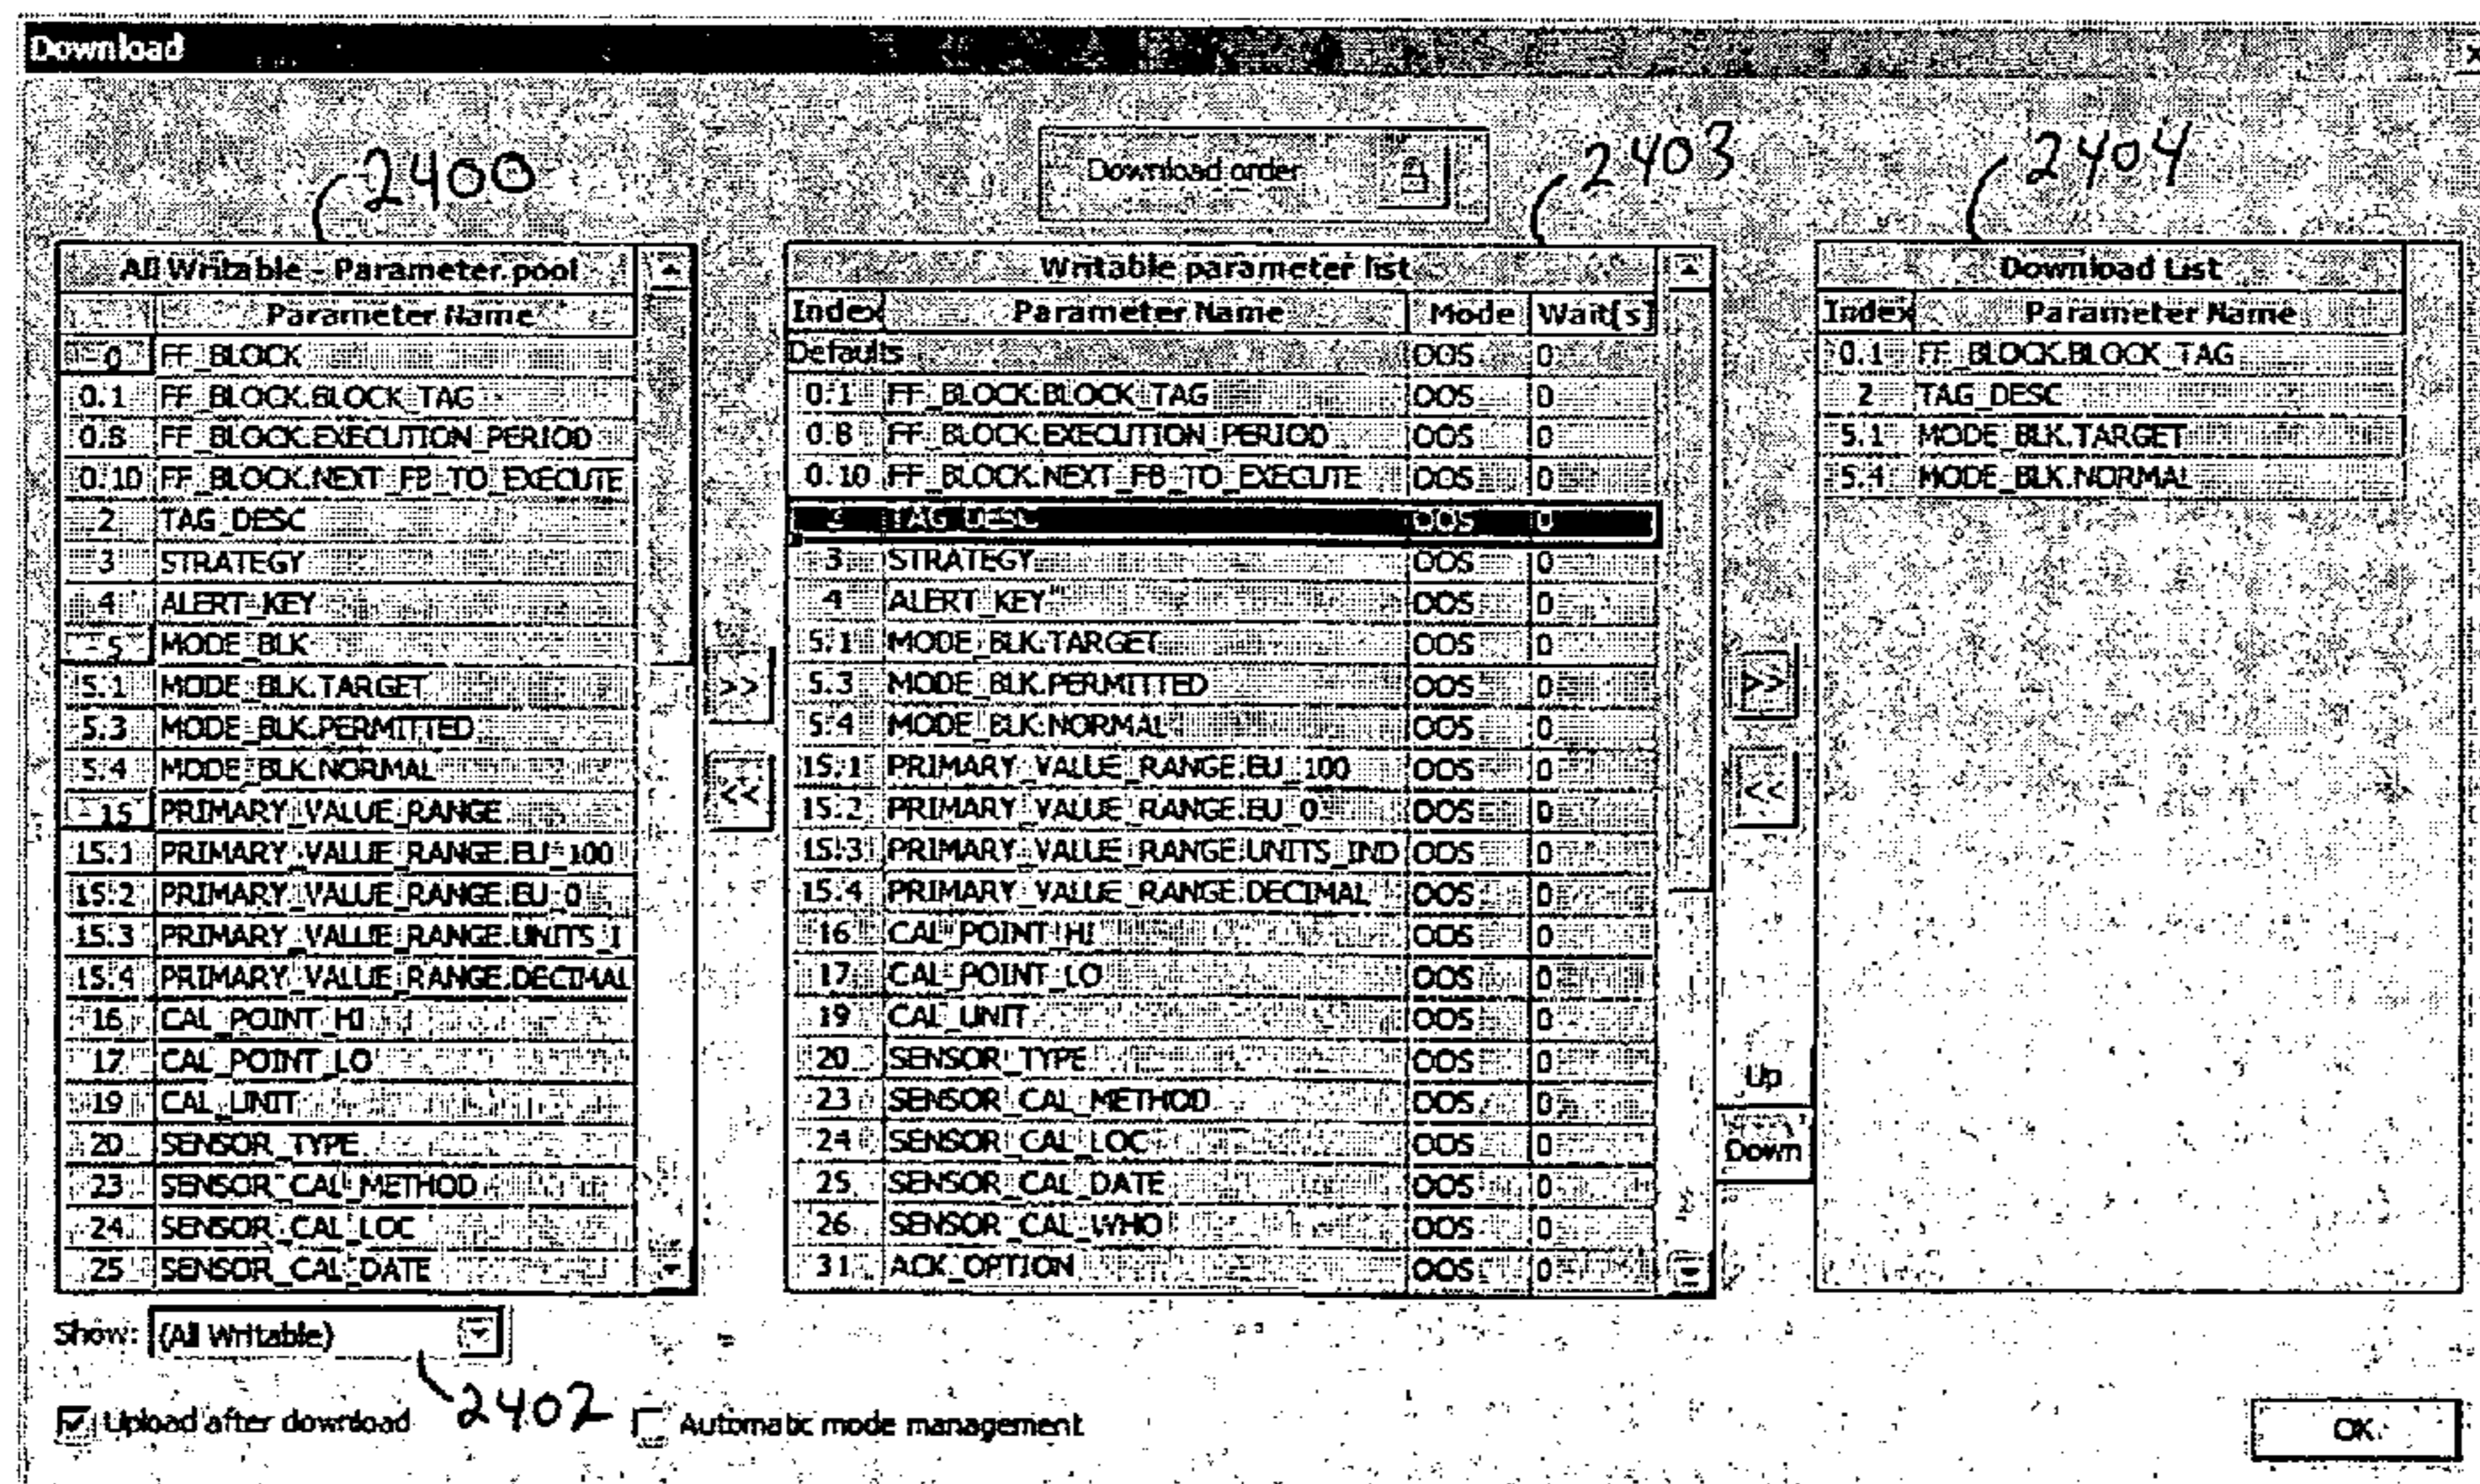 Download
Download order
2400
2403
2404
All Writable - Parameter pool
Parameter Name
- 0 FF_BLOCK
0.1 FF_BLOCK.BLOCK_TAG
0.8 FF_BLOCK.EXECUTION_PERIOD
0.10 FF_BLOCK.NEXT_FB_TO_EXECUTE
2 TAG_DESC
3 STRATEGY
4 ALERT_KEY
- 5 MODE_BLK
5.1 MODE_BLK.TARGET
5.3 MODE_BLK.PERMITTED
5.4 MODE_BLK.NORMAL
- 15 PRIMARY_VALUE_RANGE
15.1 PRIMARY_VALUE_RANGE.EU_100
15.2 PRIMARY_VALUE_RANGE.EU_0
15.3 PRIMARY_VALUE_RANGE.UNITS_I
15.4 PRIMARY_VALUE_RANGE.DECIMAL
16 CAL_POINT_HI
17 CAL_POINT_LO
19 CAL_UNIT
20 SENSOR_TYPE
23 SENSOR_CAL_METHOD
24 SENSOR_CAL_LOC
25 SENSOR_CAL_DATE
>>
<<
Writable parameter list
Index Parameter Name Mode Wait[s]
Defaults OOS 0
0.1 FF_BLOCK.BLOCK_TAG OOS 0
0.8 FF_BLOCK.EXECUTION_PERIOD OOS 0
0.10 FF_BLOCK.NEXT_FB_TO_EXECUTE OOS 0
2 TAG_DESC OOS 0
3 STRATEGY OOS 0
4 ALERT_KEY OOS 0
5.1 MODE_BLK.TARGET OOS 0
5.3 MODE_BLK.PERMITTED OOS 0
5.4 MODE_BLK.NORMAL OOS 0
15.1 PRIMARY_VALUE_RANGE.EU_100 OOS 0
15.2 PRIMARY_VALUE_RANGE.EU_0 OOS 0
15.3 PRIMARY_VALUE_RANGE.UNITS_IND OOS 0
15.4 PRIMARY_VALUE_RANGE.DECIMAL OOS 0
16 CAL_POINT_HI OOS 0
17 CAL_POINT_LO OOS 0
19 CAL_UNIT OOS 0
20 SENSOR_TYPE OOS 0
23 SENSOR_CAL_METHOD OOS 0
24 SENSOR_CAL_LOC OOS 0
25 SENSOR_CAL_DATE OOS 0
26 SENSOR_CAL_WHO OOS 0
31 ACK_OPTION OOS 0
>>
<<
Up
Down
Download List
Index Parameter Name
0.1 FF_BLOCK.BLOCK_TAG
2 TAG_DESC
5.1 MODE_BLK.TARGET
5.4 MODE_BLK.NORMAL
Show: (All Writable)
2402
Upload after download
Automatic mode management
OK